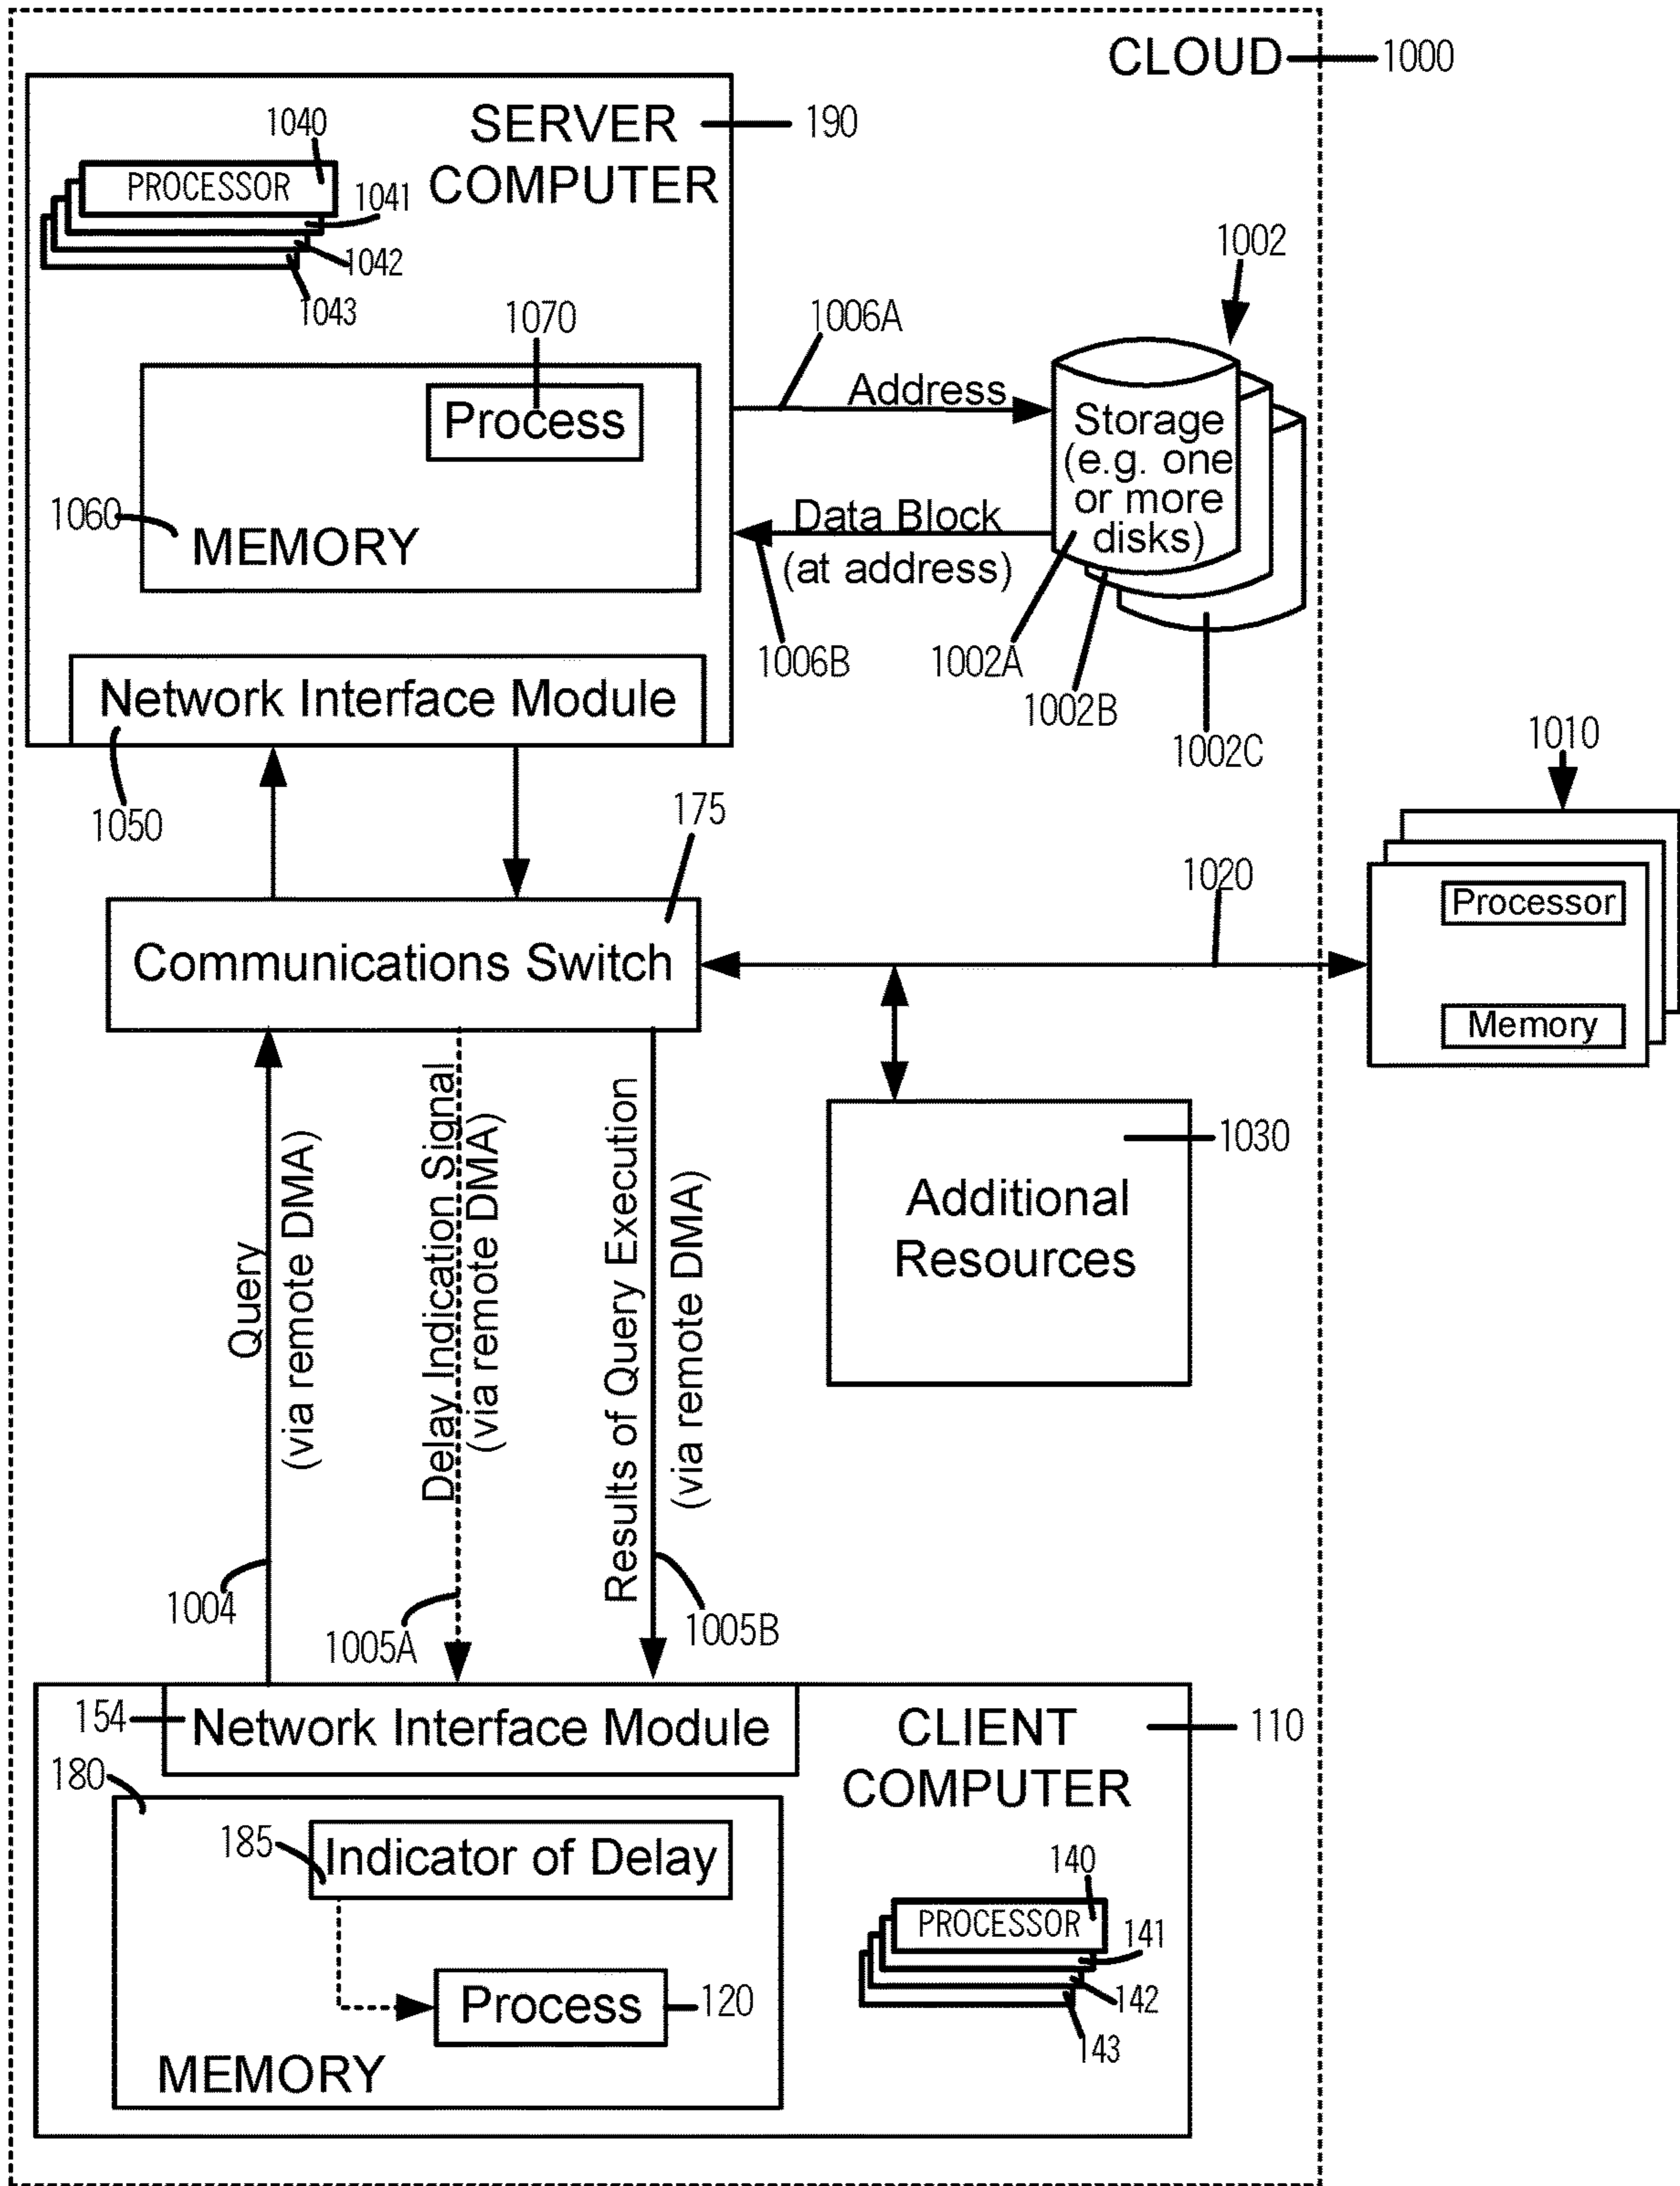 CLOUD
1000
SERVER
COMPUTER
190
1040
PROCESSOR
1041
1042
1043
1002
1070
1006A
Process
Address
Storage
(e.g. one
or more
disks)
1060
MEMORY
Data Block
(at address)
1006B
1002A
1002B
1002C
Network Interface Module
1050
1010
175
1020
Processor
Memory
Communications Switch
1030
Additional
Resources
Query
(via remote DMA)
Delay Indication Signal
(via remote DMA)
Results of Query Execution
(via remote DMA)
1004
1005A
1005B
154
Network Interface Module
CLIENT
COMPUTER
110
180
185
Indicator of Delay
140
PROCESSOR
141
142
143
Process
120
MEMORY